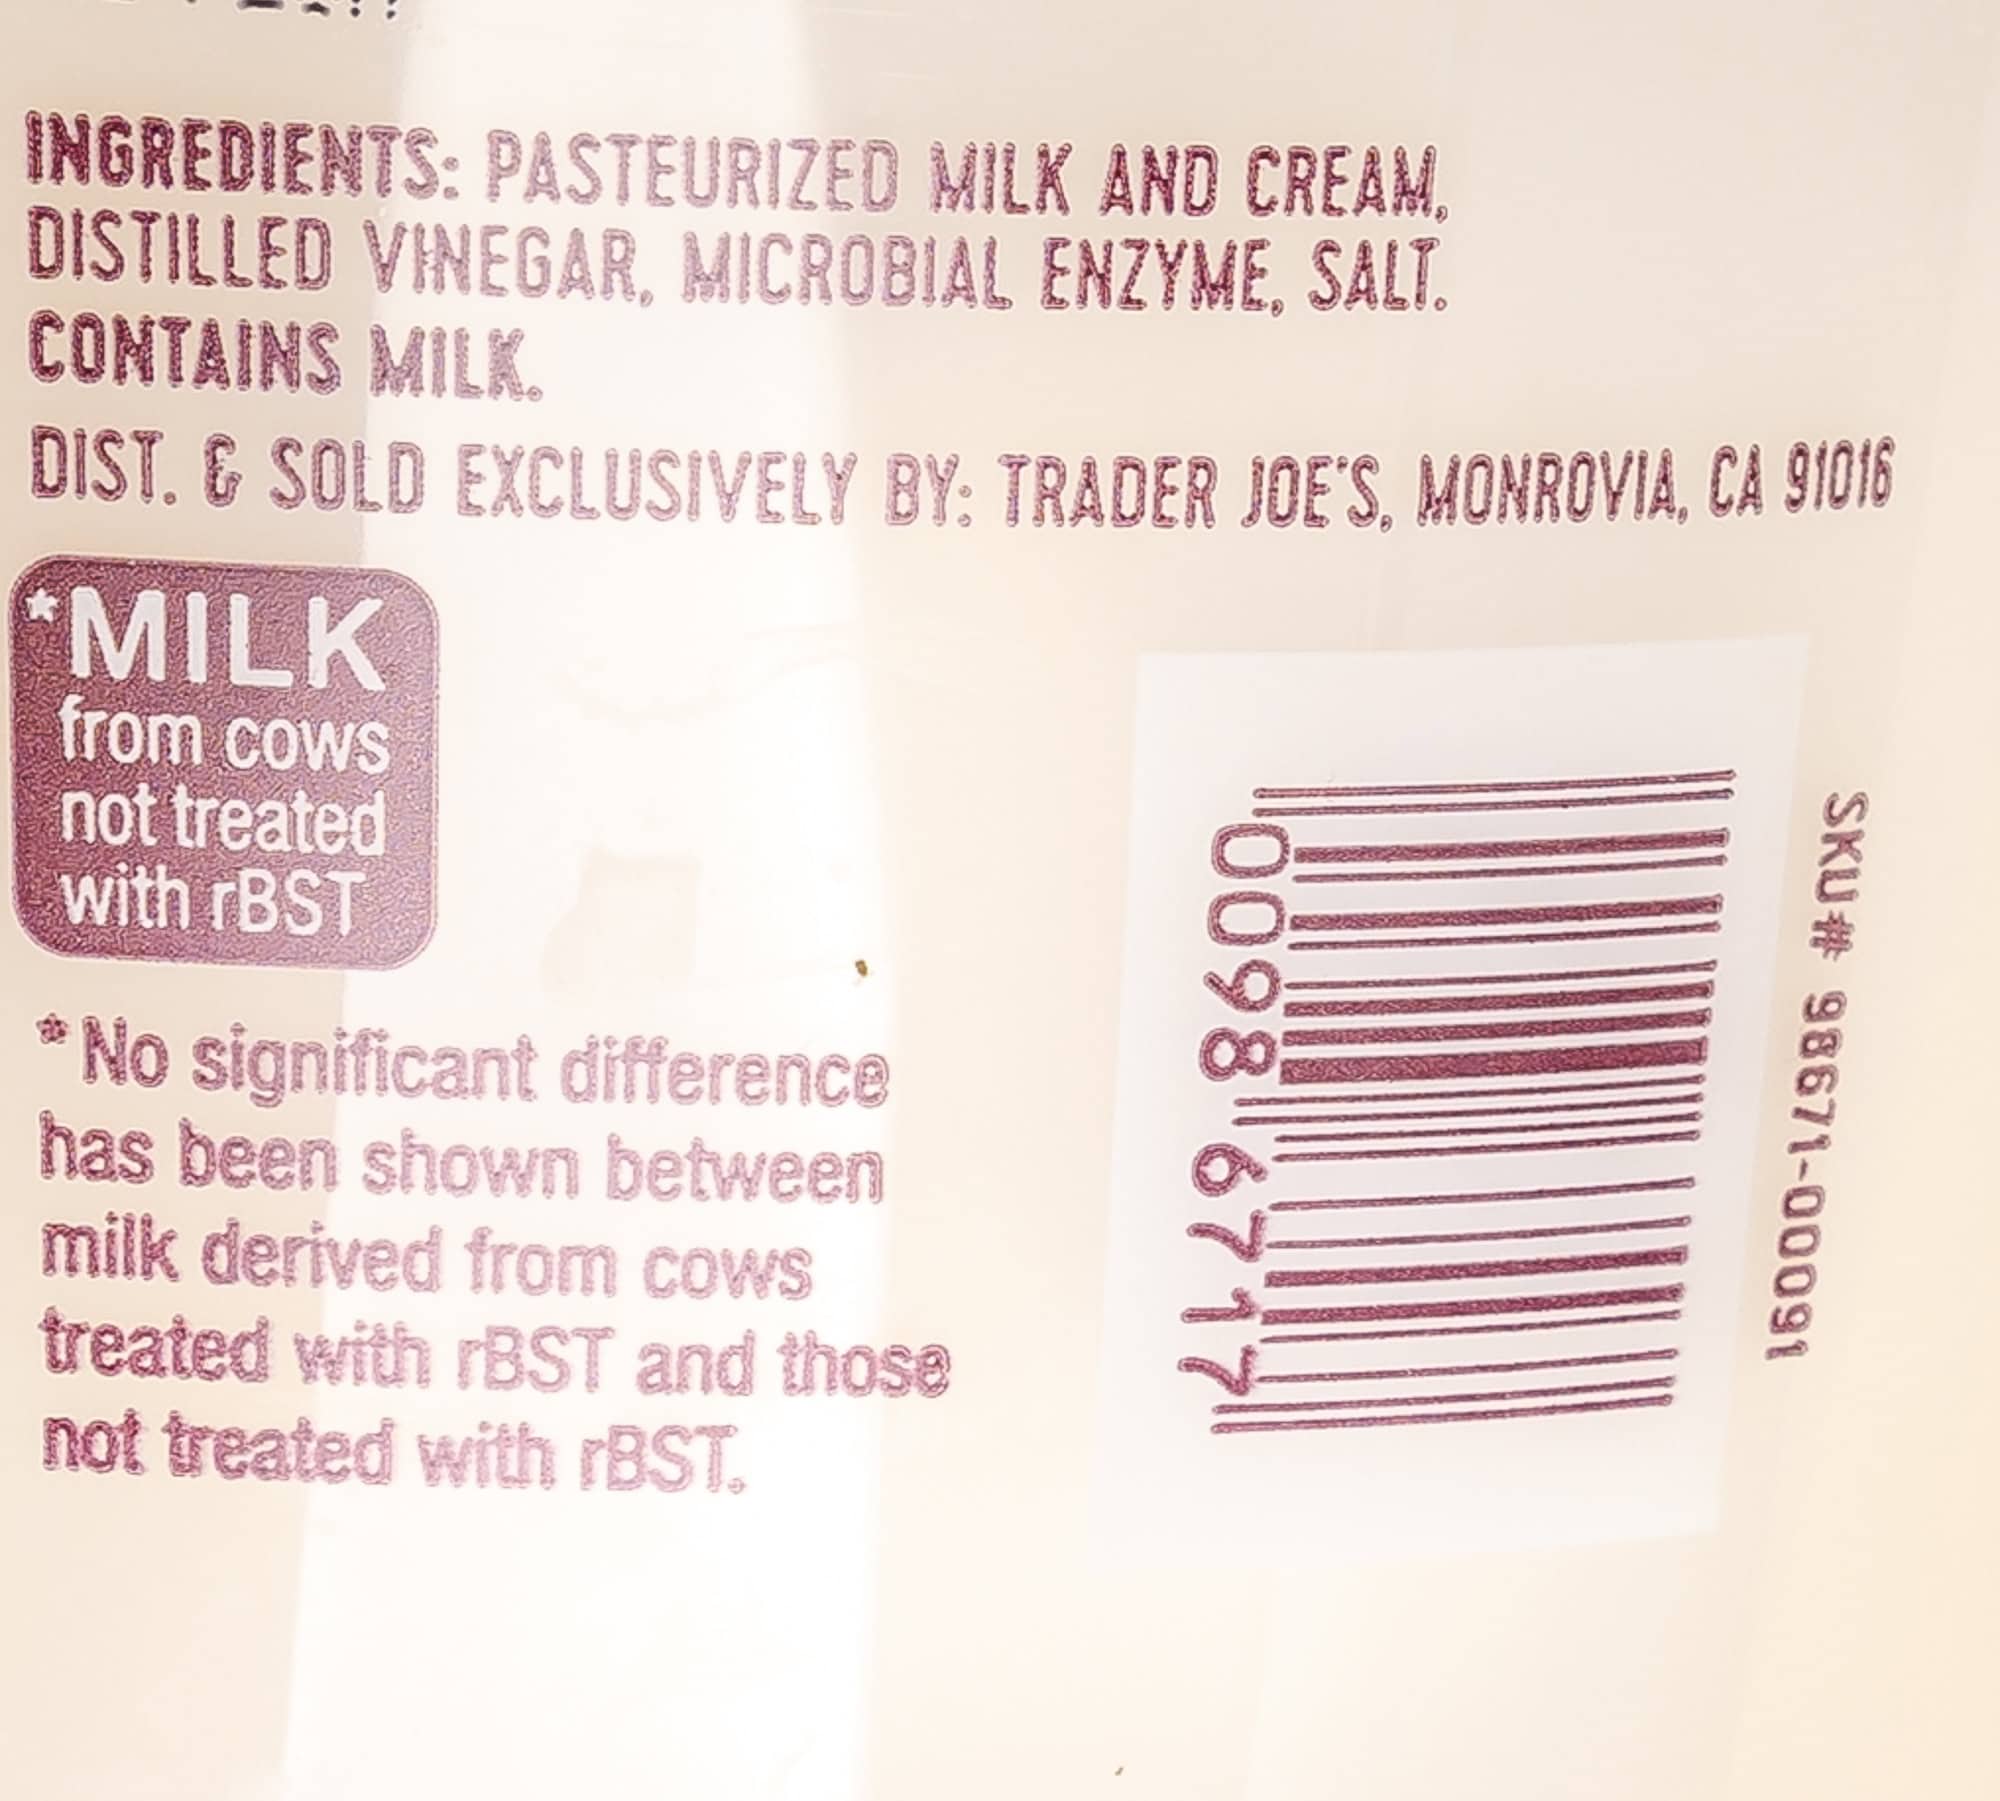 INGREDIENTS: PASTEURIZED MILK AND CREAM,
DISTILLED VINEGAR, MICROBIAL ENZYME, SALT.
CONTAINS MILK.
DIST. & SOLD EXCLUSIVELY BY: TRADER JOE'S, MONROVIA, CA 91016
*MILK
from cows
not treated
with rBST
*No significant difference
has been shown between
milk derived from cows
treated with rBST and those
not treated with rBST.
0098 6717
SKU# 98671-00091